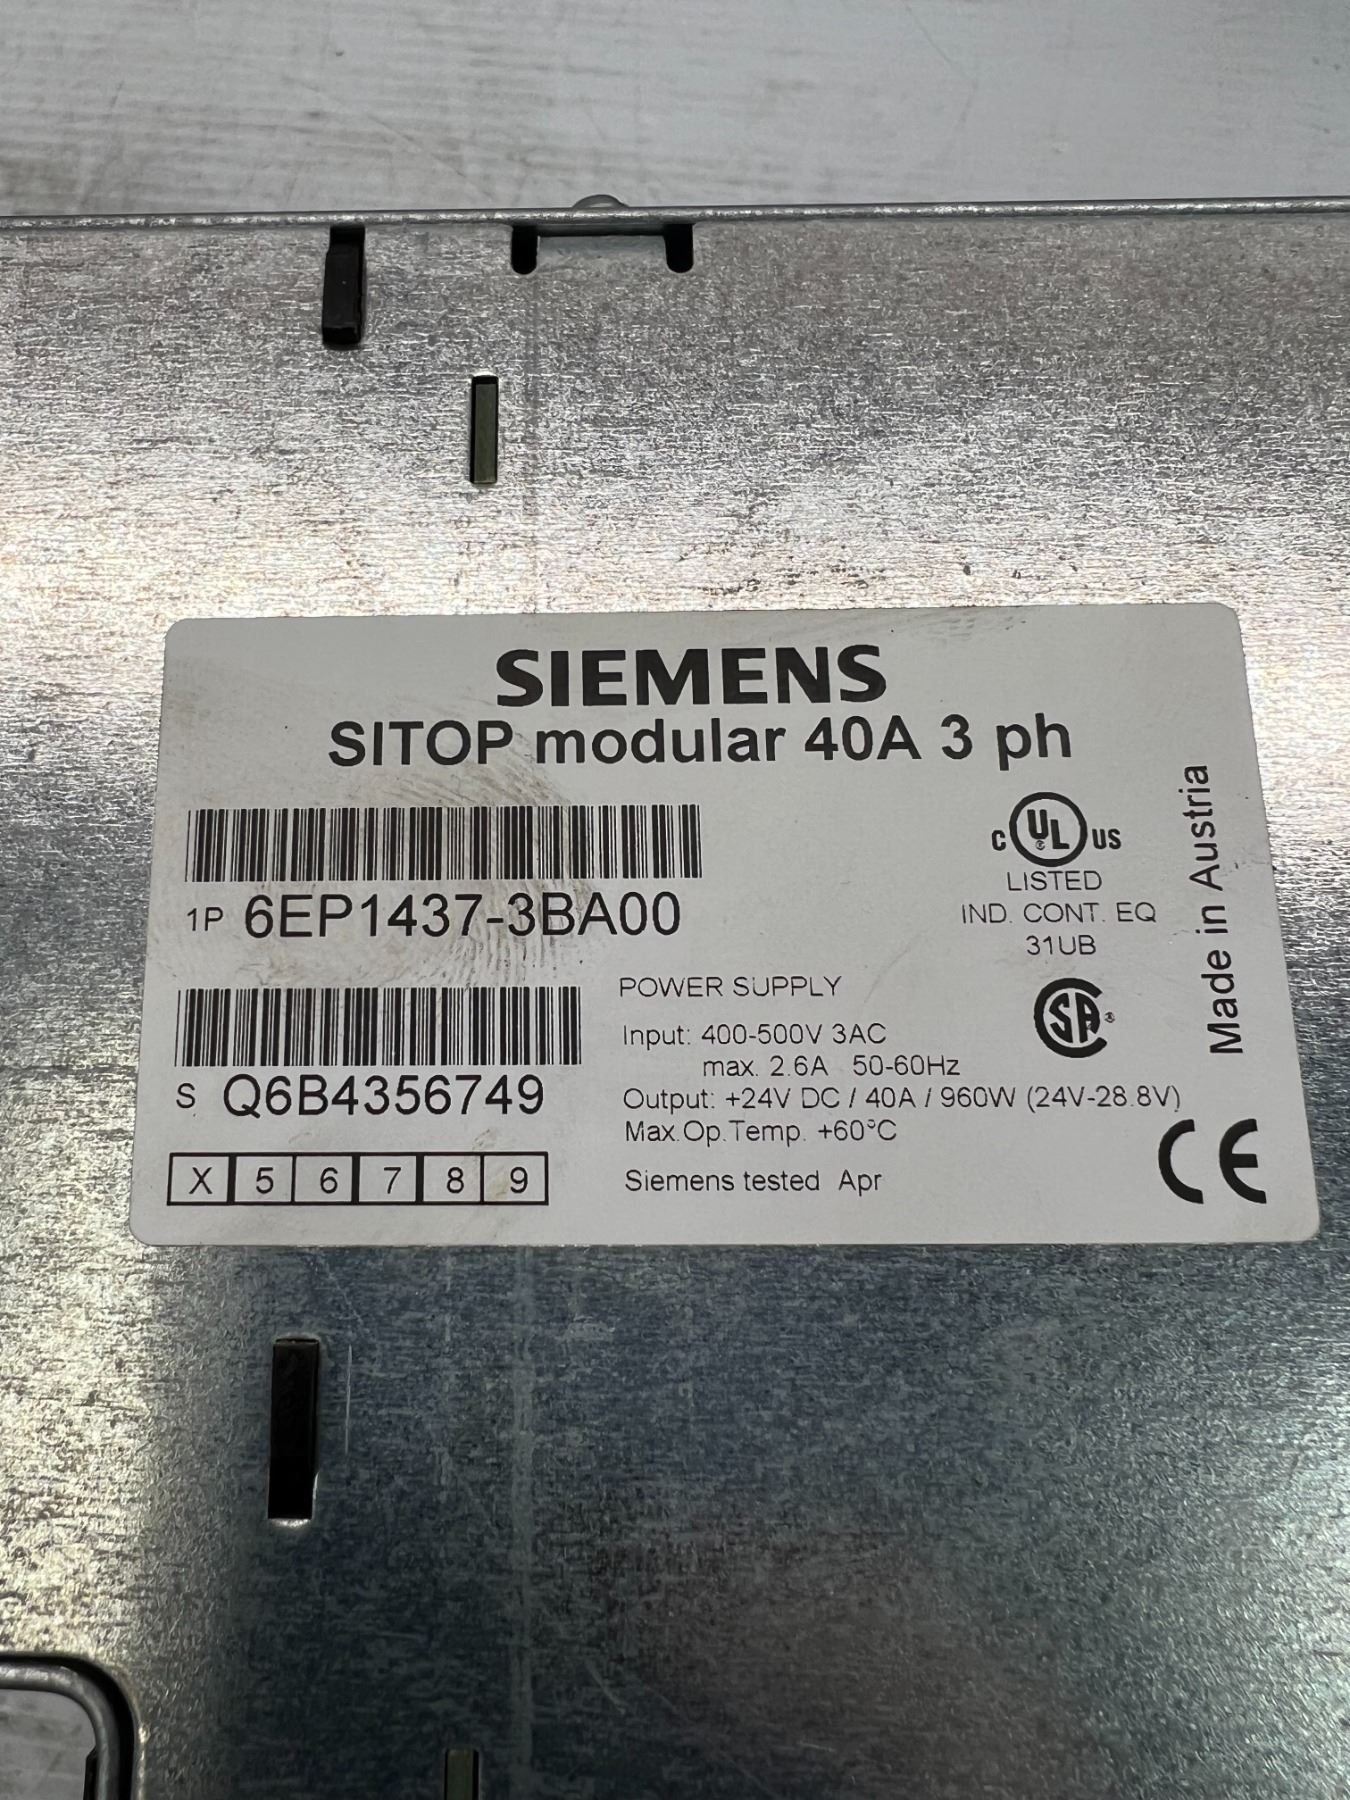 SIEMENS
SITOP modular 40A 3 ph
1P 6EP1437-3BA00
S Q6B4356749
X 5 6 7 8 9
POWER SUPPLY
Input: 400-500V 3AC
max. 2.6A 50-60Hz
Output: +24V DC / 40A / 960W (24V-28.8V)
Max.Op.Temp. +60°C
Siemens tested Apr
C UL ® US
LISTED
IND. CONT. EQ
31UB
SA ®
CE
Made in Austria